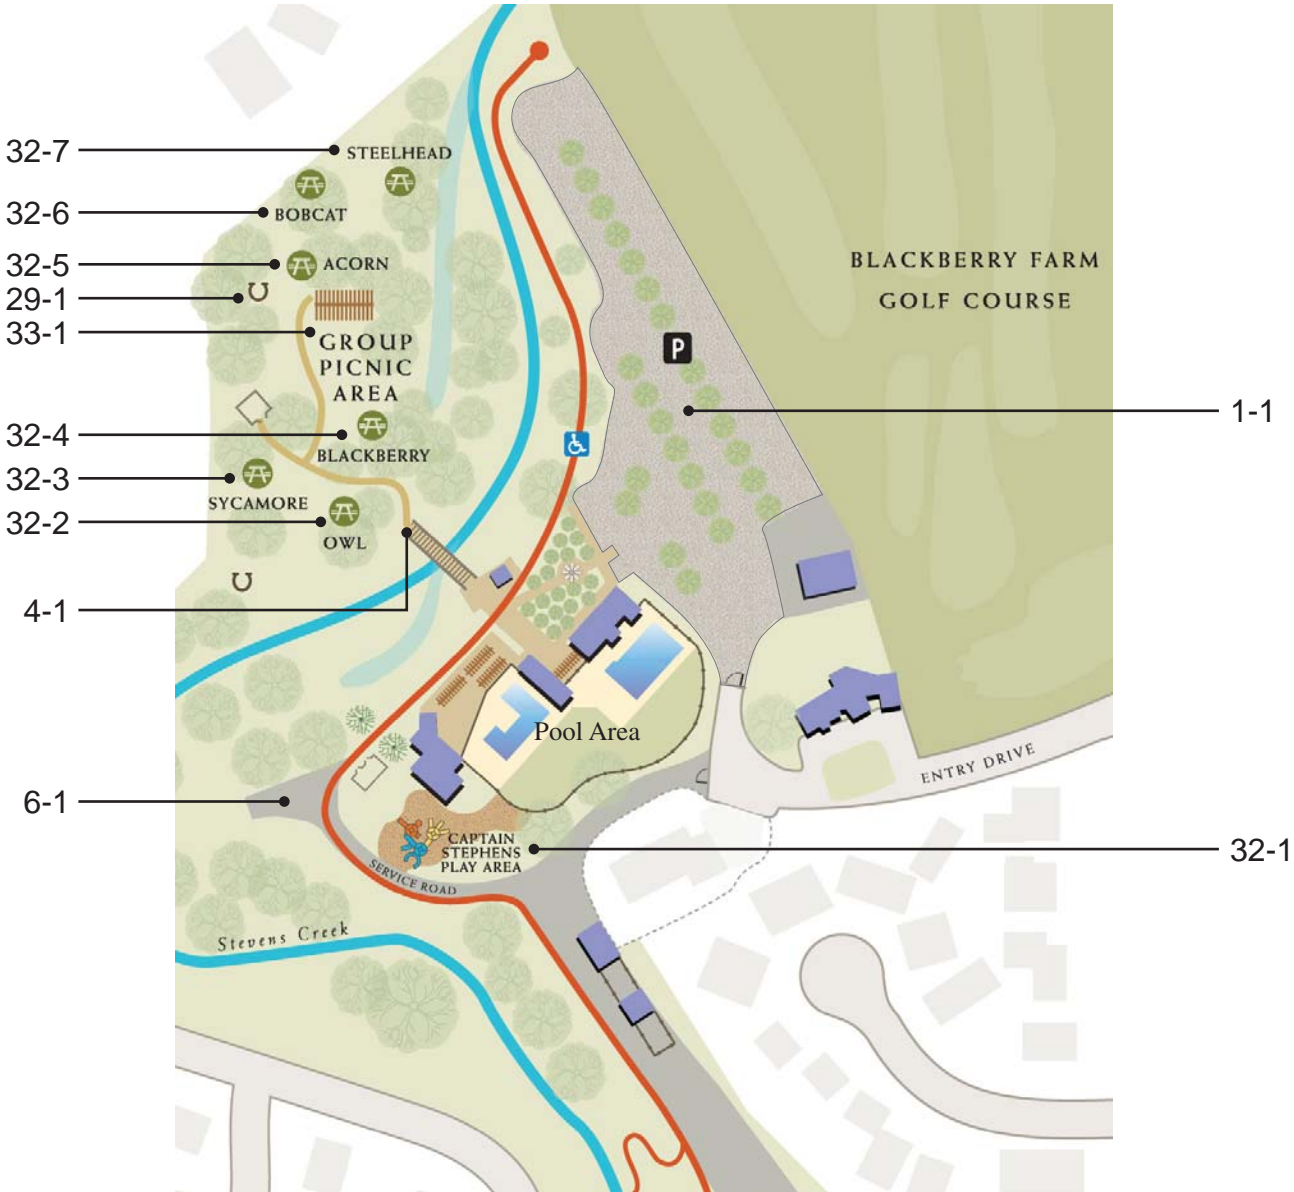 32-7
STEELHEAD
32-6
BOBCAT
32-5
ACORN
29-1
33-1
GROUP
PICNIC
AREA
BLACKBERRY FARM
GOLF COURSE
P
1-1
32-4
BLACKBERRY
32-3
SYCAMORE
32-2
OWL
4-1
Pool Area
ENTRY DRIVE
6-1
CAPTAIN
STEPHENS
PLAY AREA
32-1
SERVICE ROAD
Stevens Creek